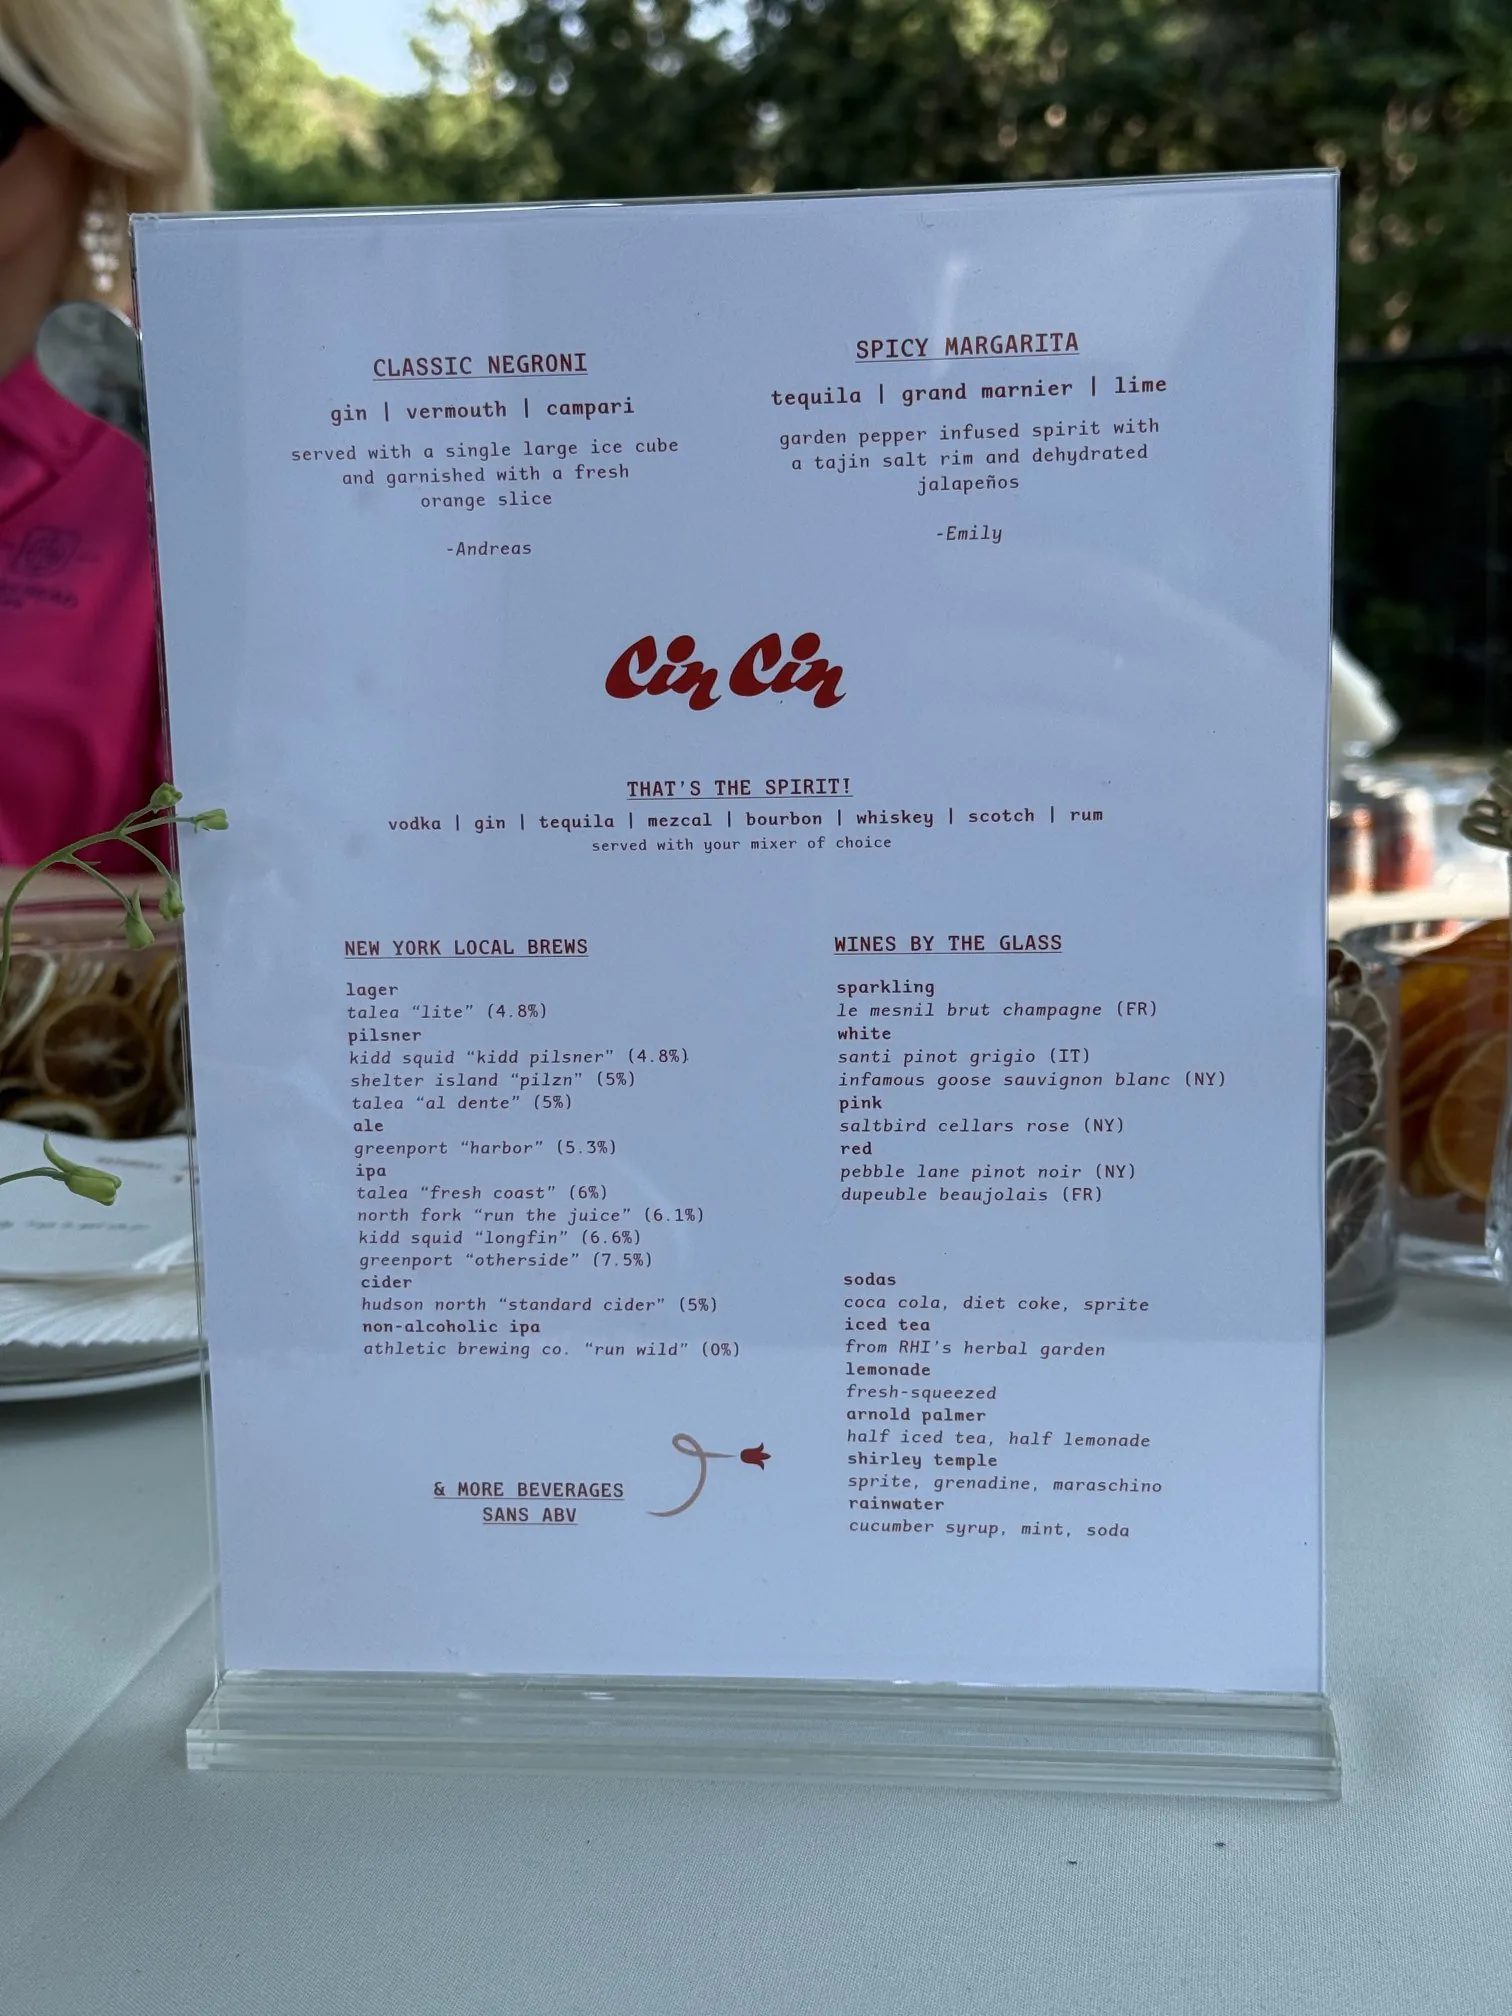 CLASSIC NEGRONI
gin | vermouth | campari
served with a single large ice cube
and garnished with a fresh
orange slice
-Andreas
SPICY MARGARITA
tequila | grand marnier | lime
garden pepper infused spirit with
a tajin salt rim and dehydrated
jalapeños
-Emily
Cin Cin
THAT'S THE SPIRIT!
vodka | gin | tequila | mezcal | bourbon | whiskey | scotch | rum
served with your mixer of choice
NEW YORK LOCAL BREWS
lager
talea “lite” (4.8%)
pilsner
kidd squid “kidd pilsner” (4.8%)
shelter island “pilzn” (5%)
talea “al dente” (5%)
ale
greenport “harbor” (5.3%)
ipa
talea “fresh coast” (6%)
north fork “run the juice” (6.1%)
kidd squid “longfin” (6.6%)
greenport “otherside” (7.5%)
cider
hudson north “standard cider” (5%)
non-alcoholic ipa
athletic brewing co. “run wild” (0%)
WINES BY THE GLASS
sparkling
le mesnil brut champagne (FR)
white
santi pinot grigio (IT)
infamous goose sauvignon blanc (NY)
pink
saltbird cellars rose (NY)
red
pebble lane pinot noir (NY)
dupeuble beaujolais (FR)
& MORE BEVERAGES
SANS ABV
sodas
coca cola, diet coke, sprite
iced tea
from RHI’s herbal garden
lemonade
fresh-squeezed
arnold palmer
half iced tea, half lemonade
shirley temple
sprite, grenadine, maraschino
rainwater
cucumber syrup, mint, soda